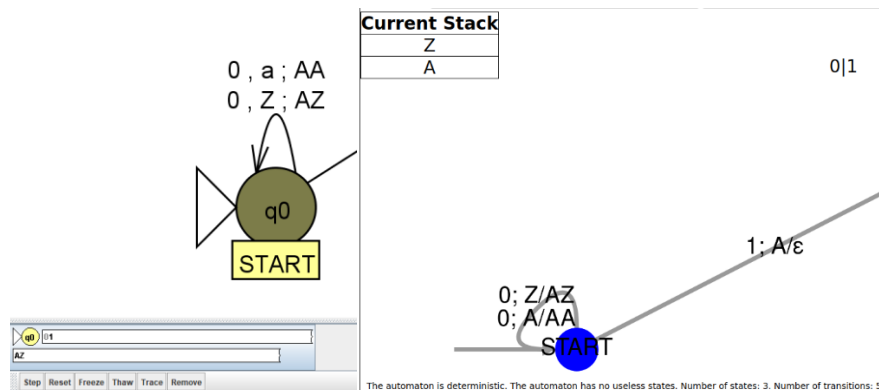 0 , a ; AA
0 , Z ; AZ
q0
START
q0
01
AZ
Step Reset Freeze Thaw Trace Remove
Current Stack
Z
A
0|1
1; A/ε
0; Z/AZ
0; A/AA
START
The automaton is deterministic. The automaton has no useless states. Number of states: 3. Number of transitions: 5